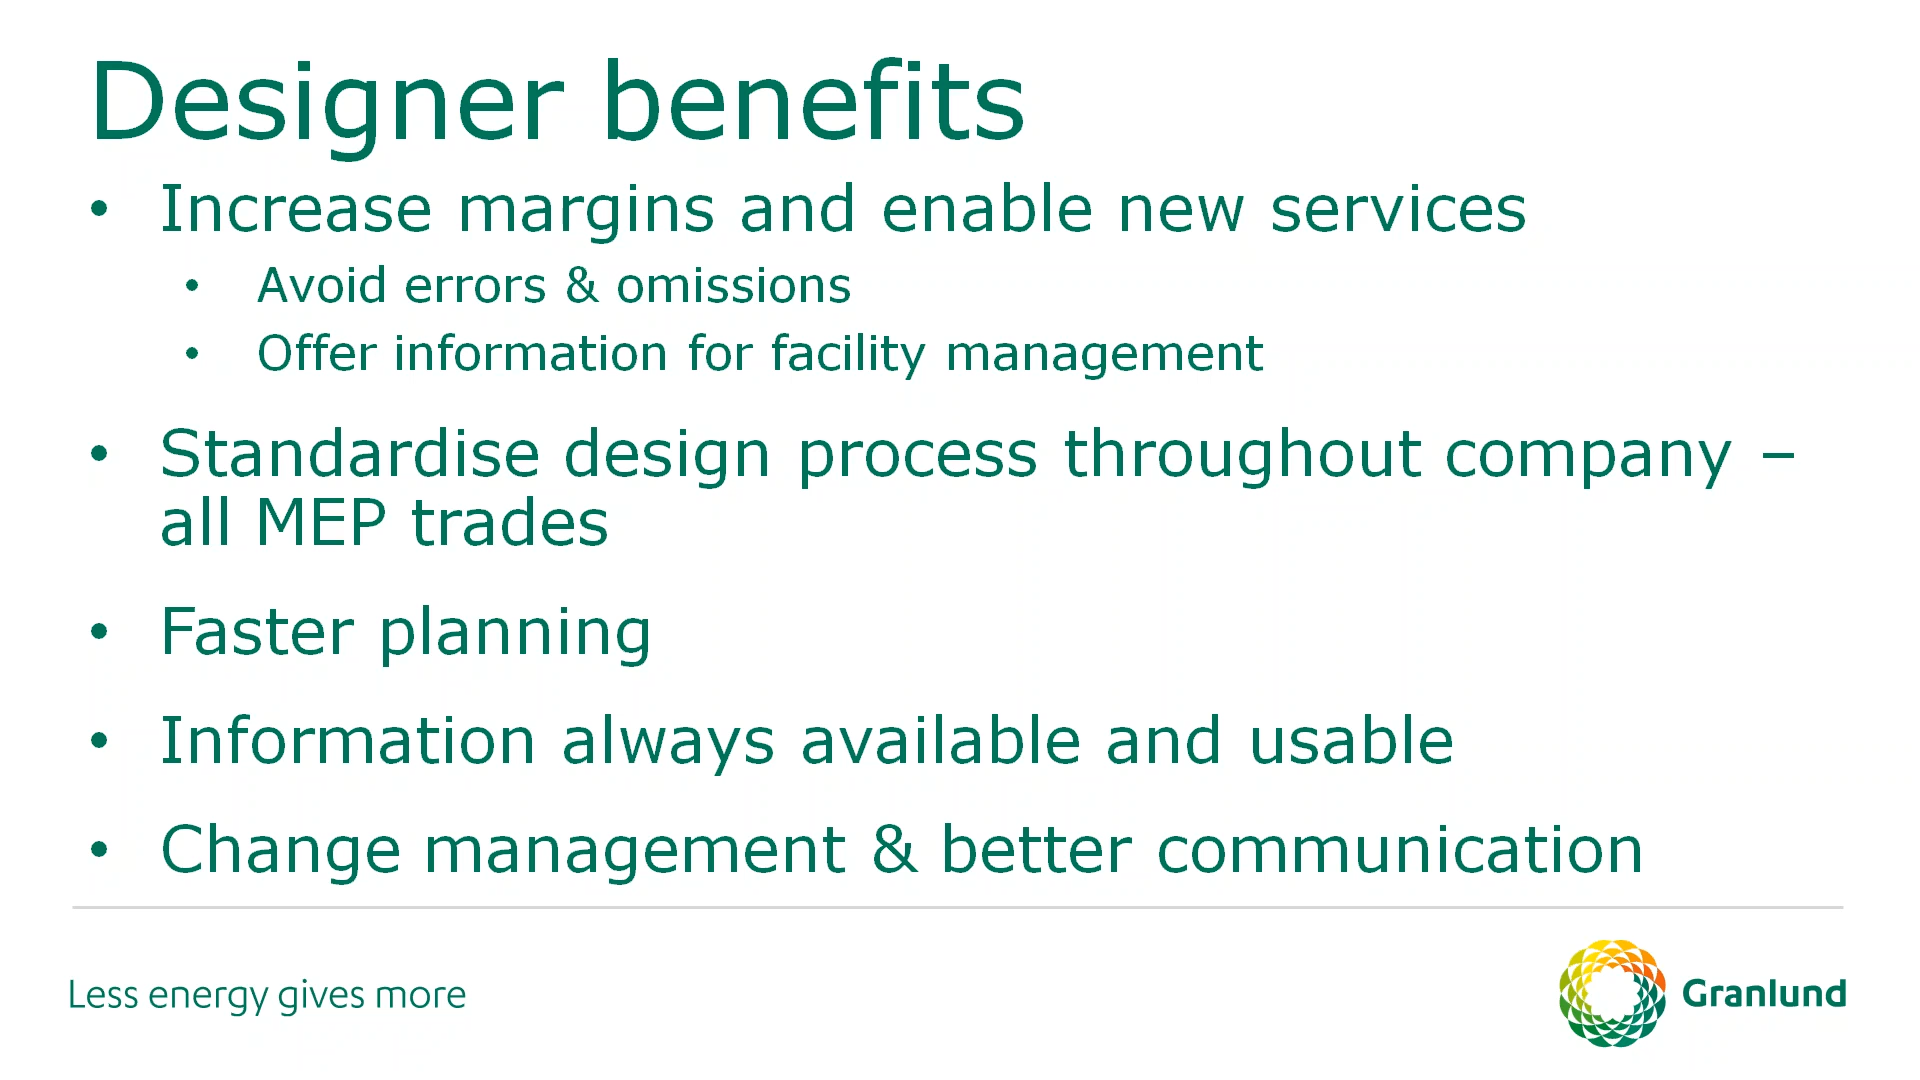 Designer benefits
• Increase margins and enable new services
• Avoid errors & omissions
• Offer information for facility management
• Standardise design process throughout company –
all MEP trades
• Faster planning
• Information always available and usable
• Change management & better communication
Less energy gives more
Granlund